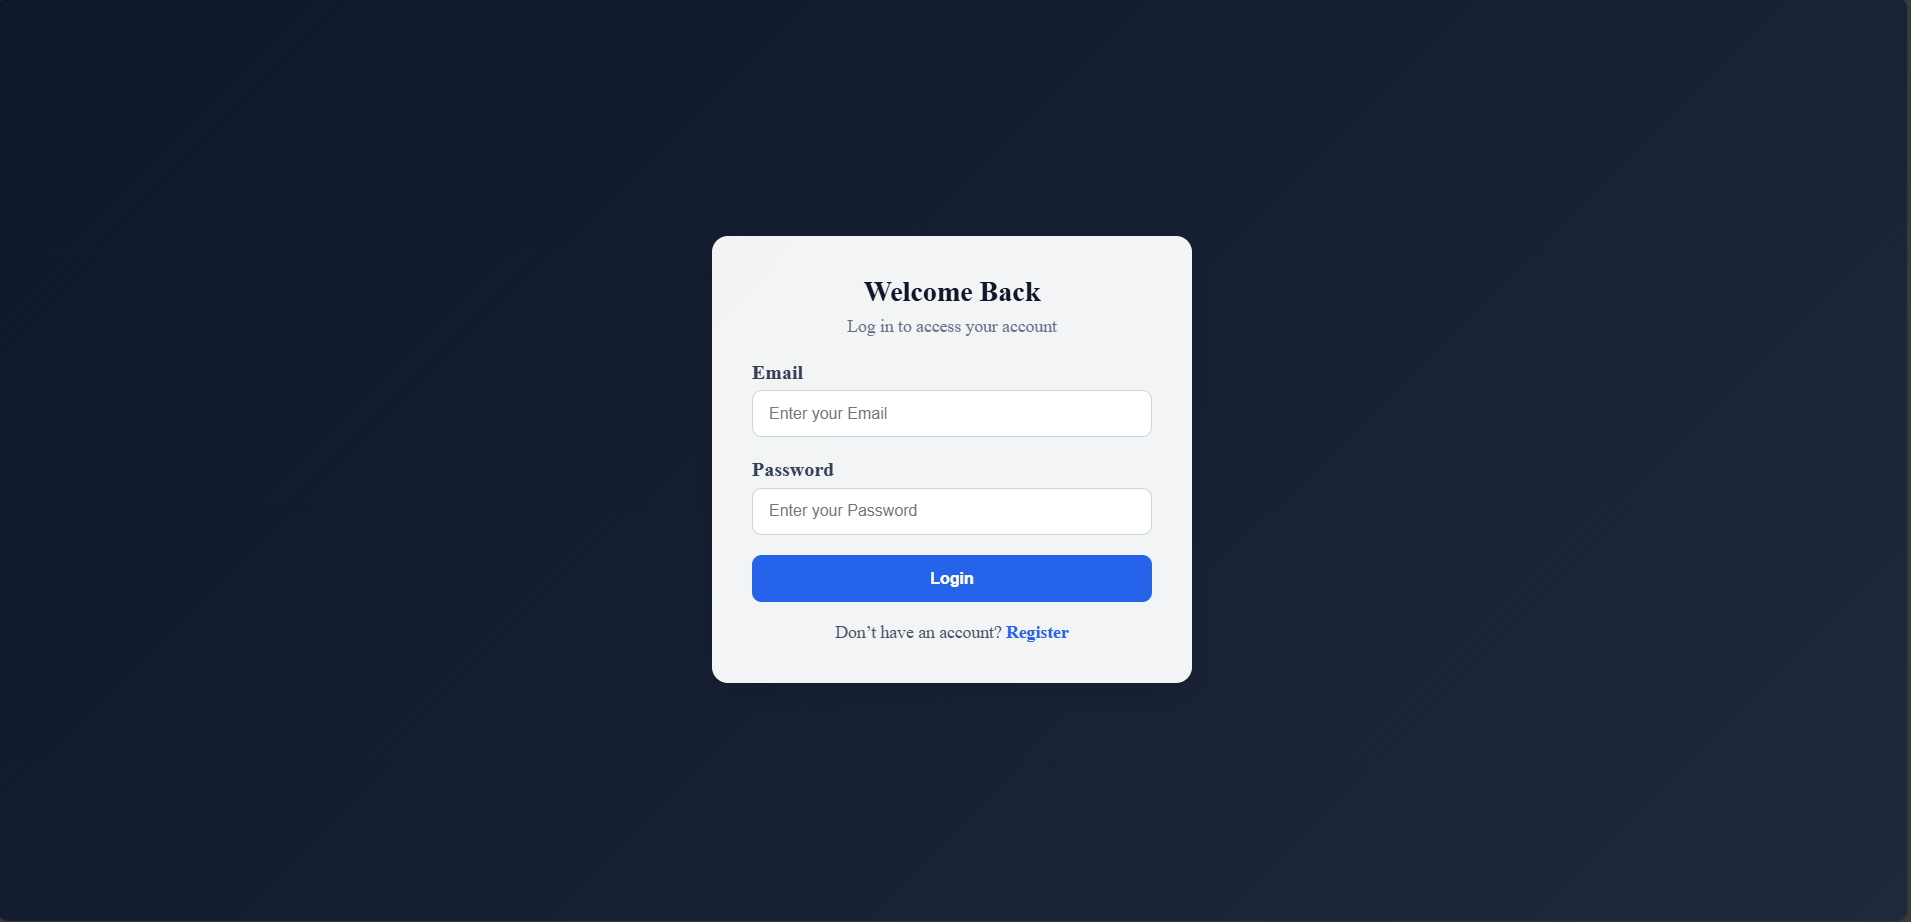 Welcome Back
Log in to access your account
Email
Enter your Email
Password
Enter your Password
Login
Don’t have an account? Register